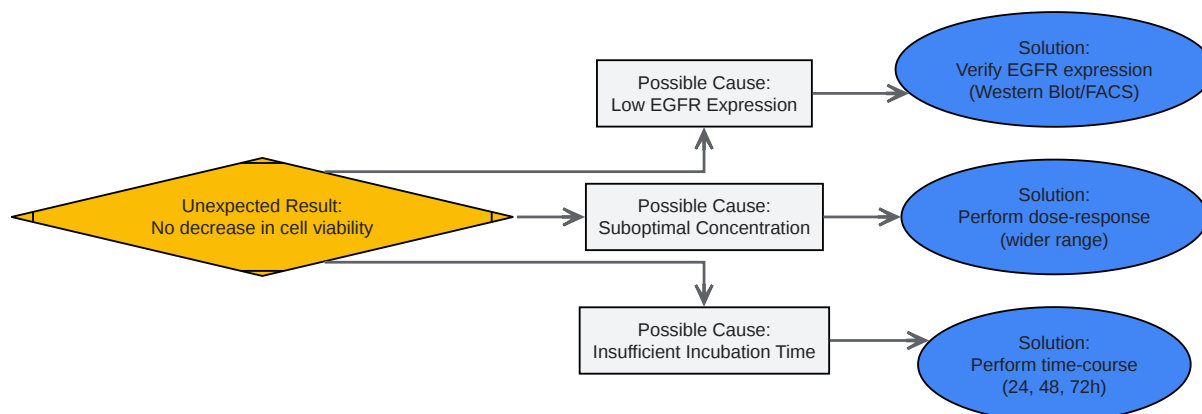 Unexpected Result:
No decrease in cell viability
Possible Cause:
Low EGFR Expression
Solution:
Verify EGFR expression
(Western Blot/FACS)
Possible Cause:
Suboptimal Concentration
Solution:
Perform dose-response
(wider range)
Possible Cause:
Insufficient Incubation Time
Solution:
Perform time-course
(24, 48, 72h)